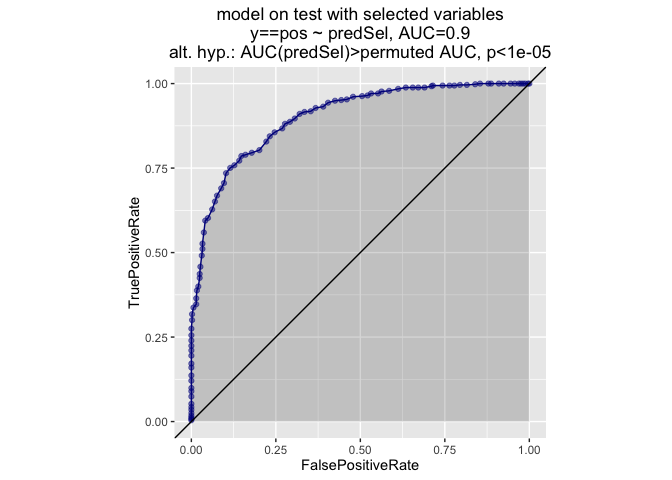 model on test with selected variables
y==pos ~ predSel, AUC=0.9
alt. hyp.: AUC(predSel)>permuted AUC, p<1e-05
1.00
0.75
0.50
0.25
0.00
TruePositiveRate
0.00 0.25 0.50 0.75 1.00
FalsePositiveRate